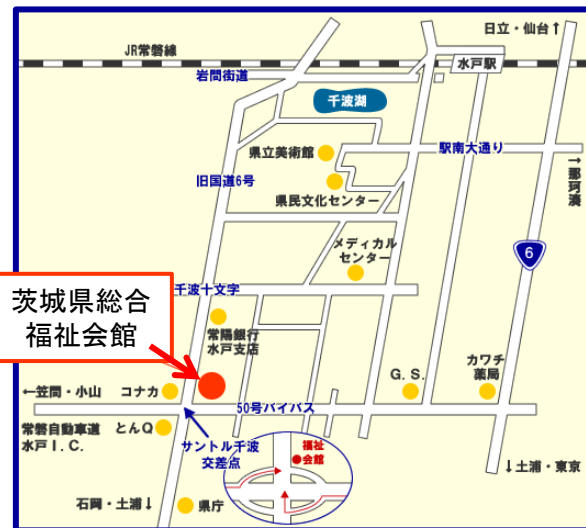 日立・仙台↑
JR常磐線
水戸駅
岩間街道
千波湖
県立美術館
駅南大通り
旧国道6号
県民文化センター
↑那珂湊
メディカル
センター
6
茨城県総合
福祉会館
千波十文字
常陽銀行
水戸支店
カワチ
薬局
←笠間・小山
コナカ
G.S.
50号バイパス
常磐自動車道
水戸I.C.
とんQ
サントル千波
交差点
福祉
会館
↓土浦・東京
石岡・土浦↓
県庁